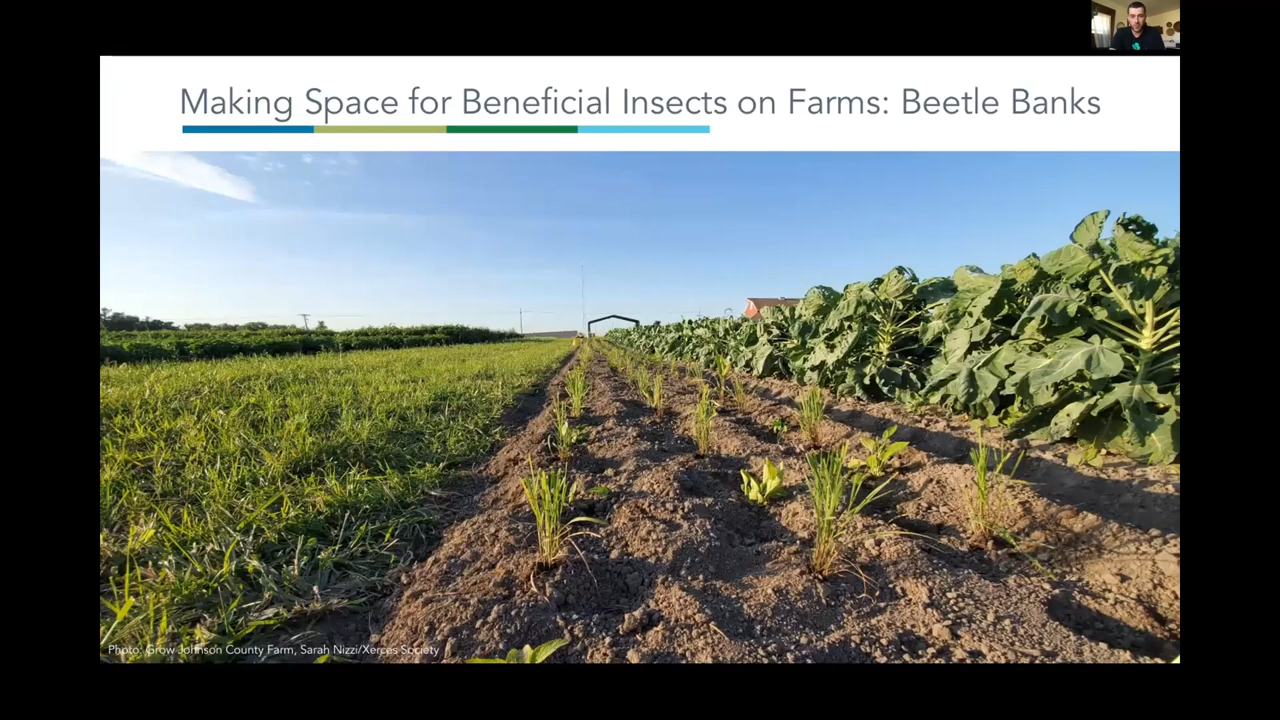 Making Space for Beneficial Insects on Farms: Beetle Banks
Photo: Grow Johnson County Farm, Sarah Nizzi/Xerces Society